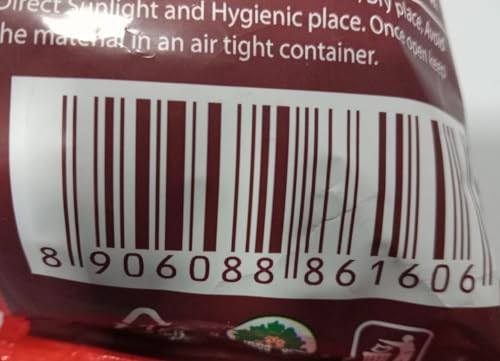 Direct Sunlight and Hygienic place. Once open keep
the material in an air tight container.
8 906088 861606